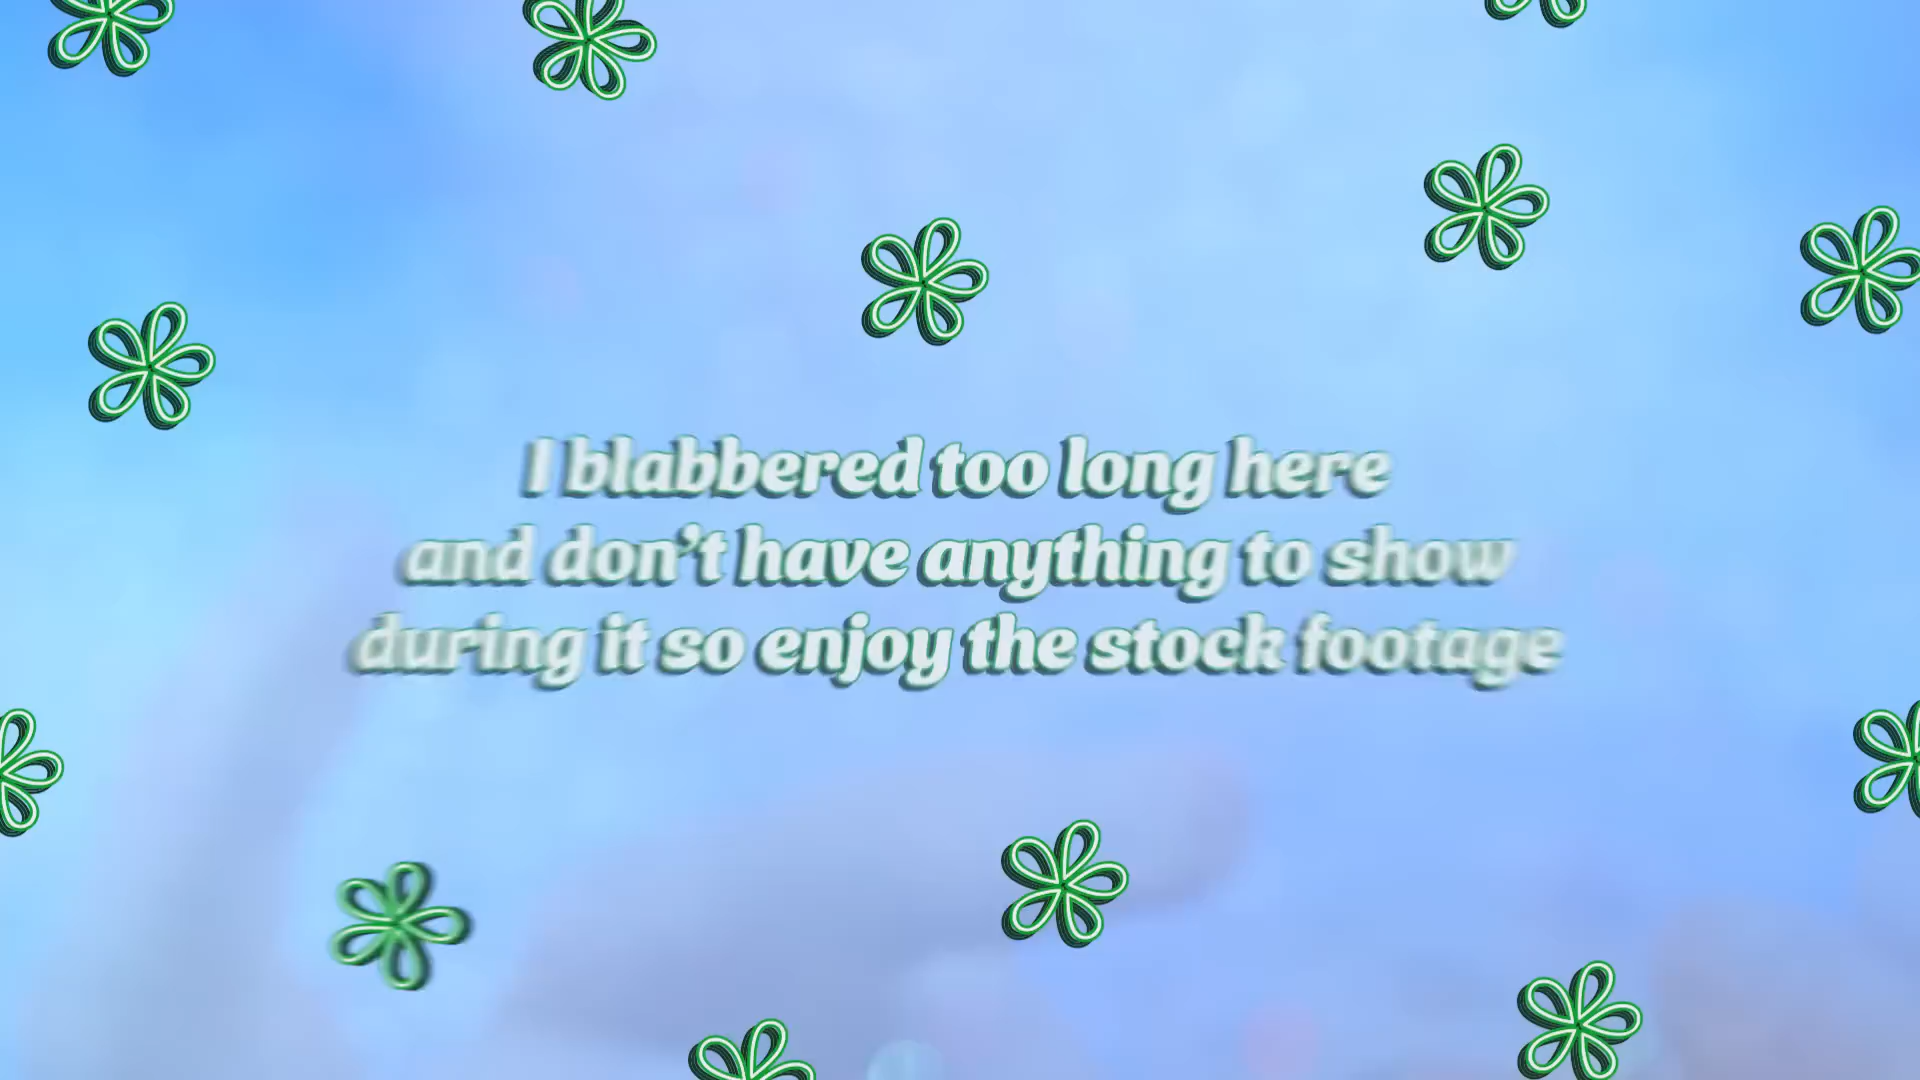 I blabbered too long here
and don't have anything to show
during it so enjoy the stock footage